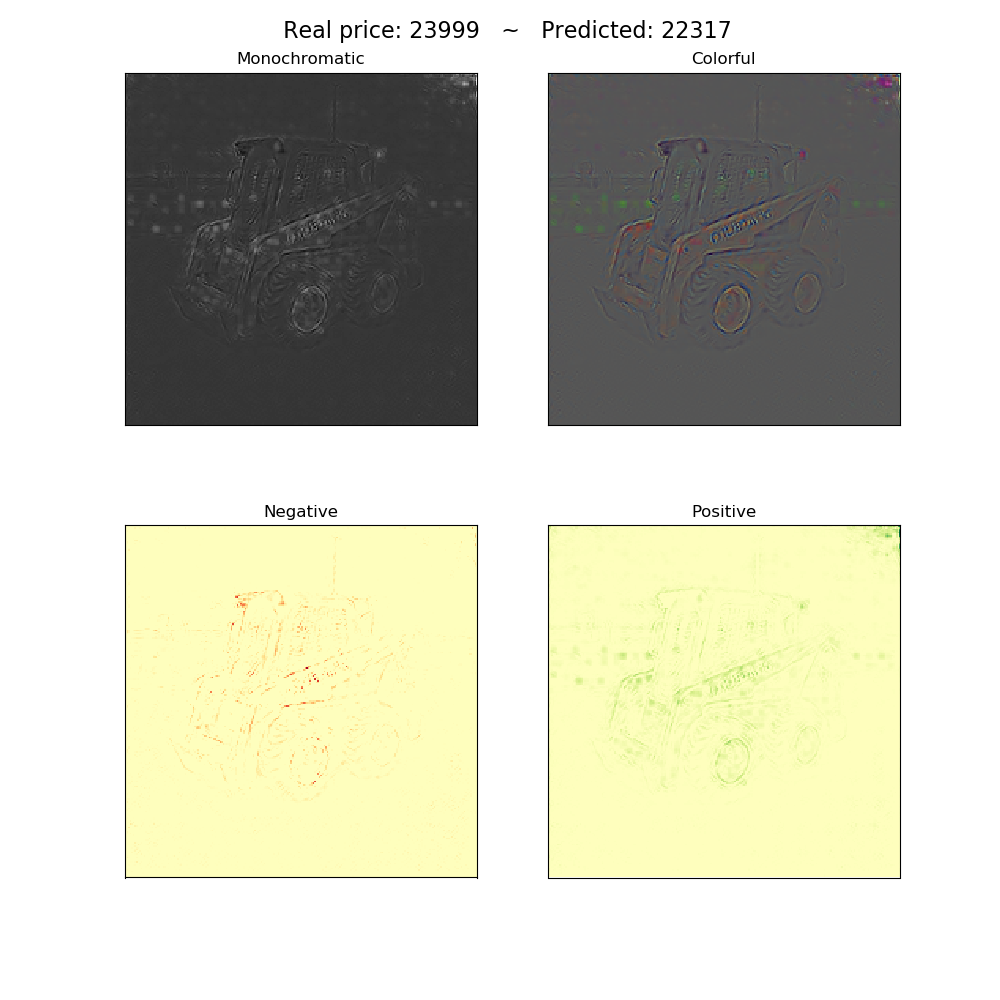 Real price: 23999 ~ Predicted: 22317
Monochromatic
Colorful
Negative
Positive